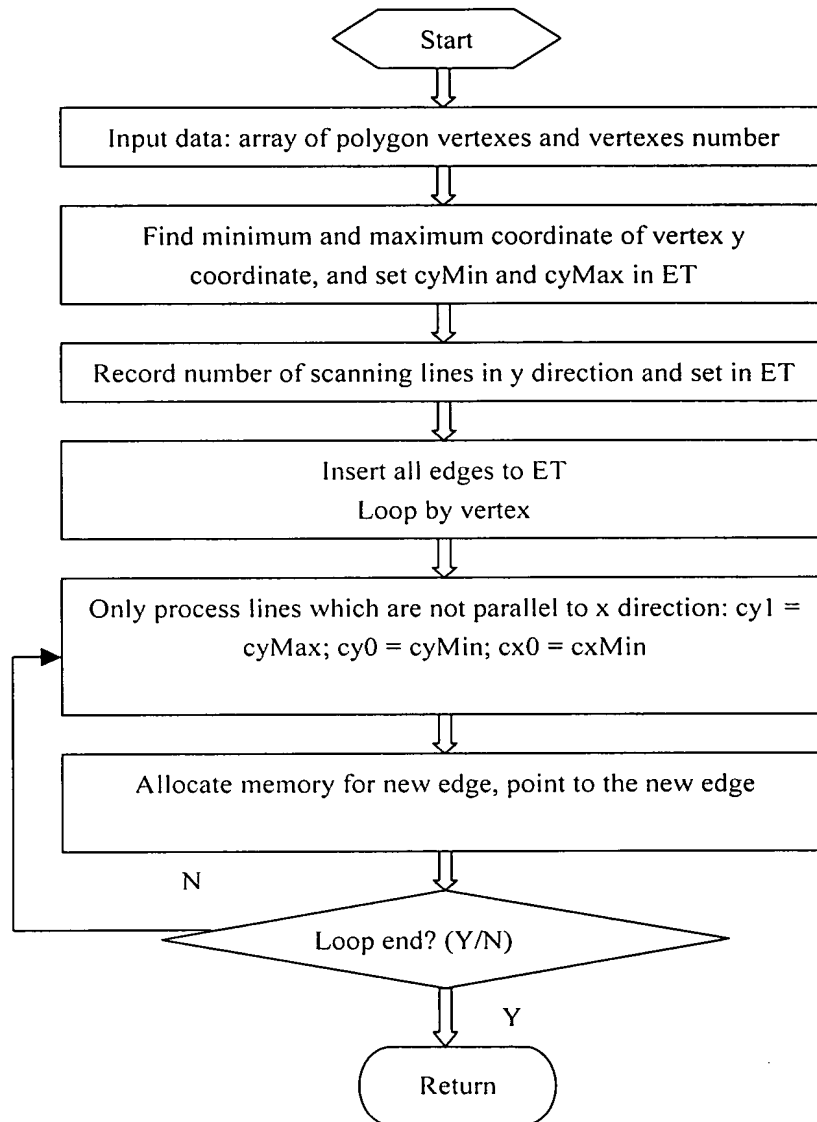 Start
Input data: array of polygon vertexes and vertexes number
Find minimum and maximum coordinate of vertex y
coordinate, and set cyMin and cyMax in ET
Record number of scanning lines in y direction and set in ET
Insert all edges to ET
Loop by vertex
Only process lines which are not parallel to x direction: cy1 =
cyMax; cy0 = cyMin; cx0 = cxMin
Allocate memory for new edge, point to the new edge
N
Loop end? (Y/N)
Y
Return